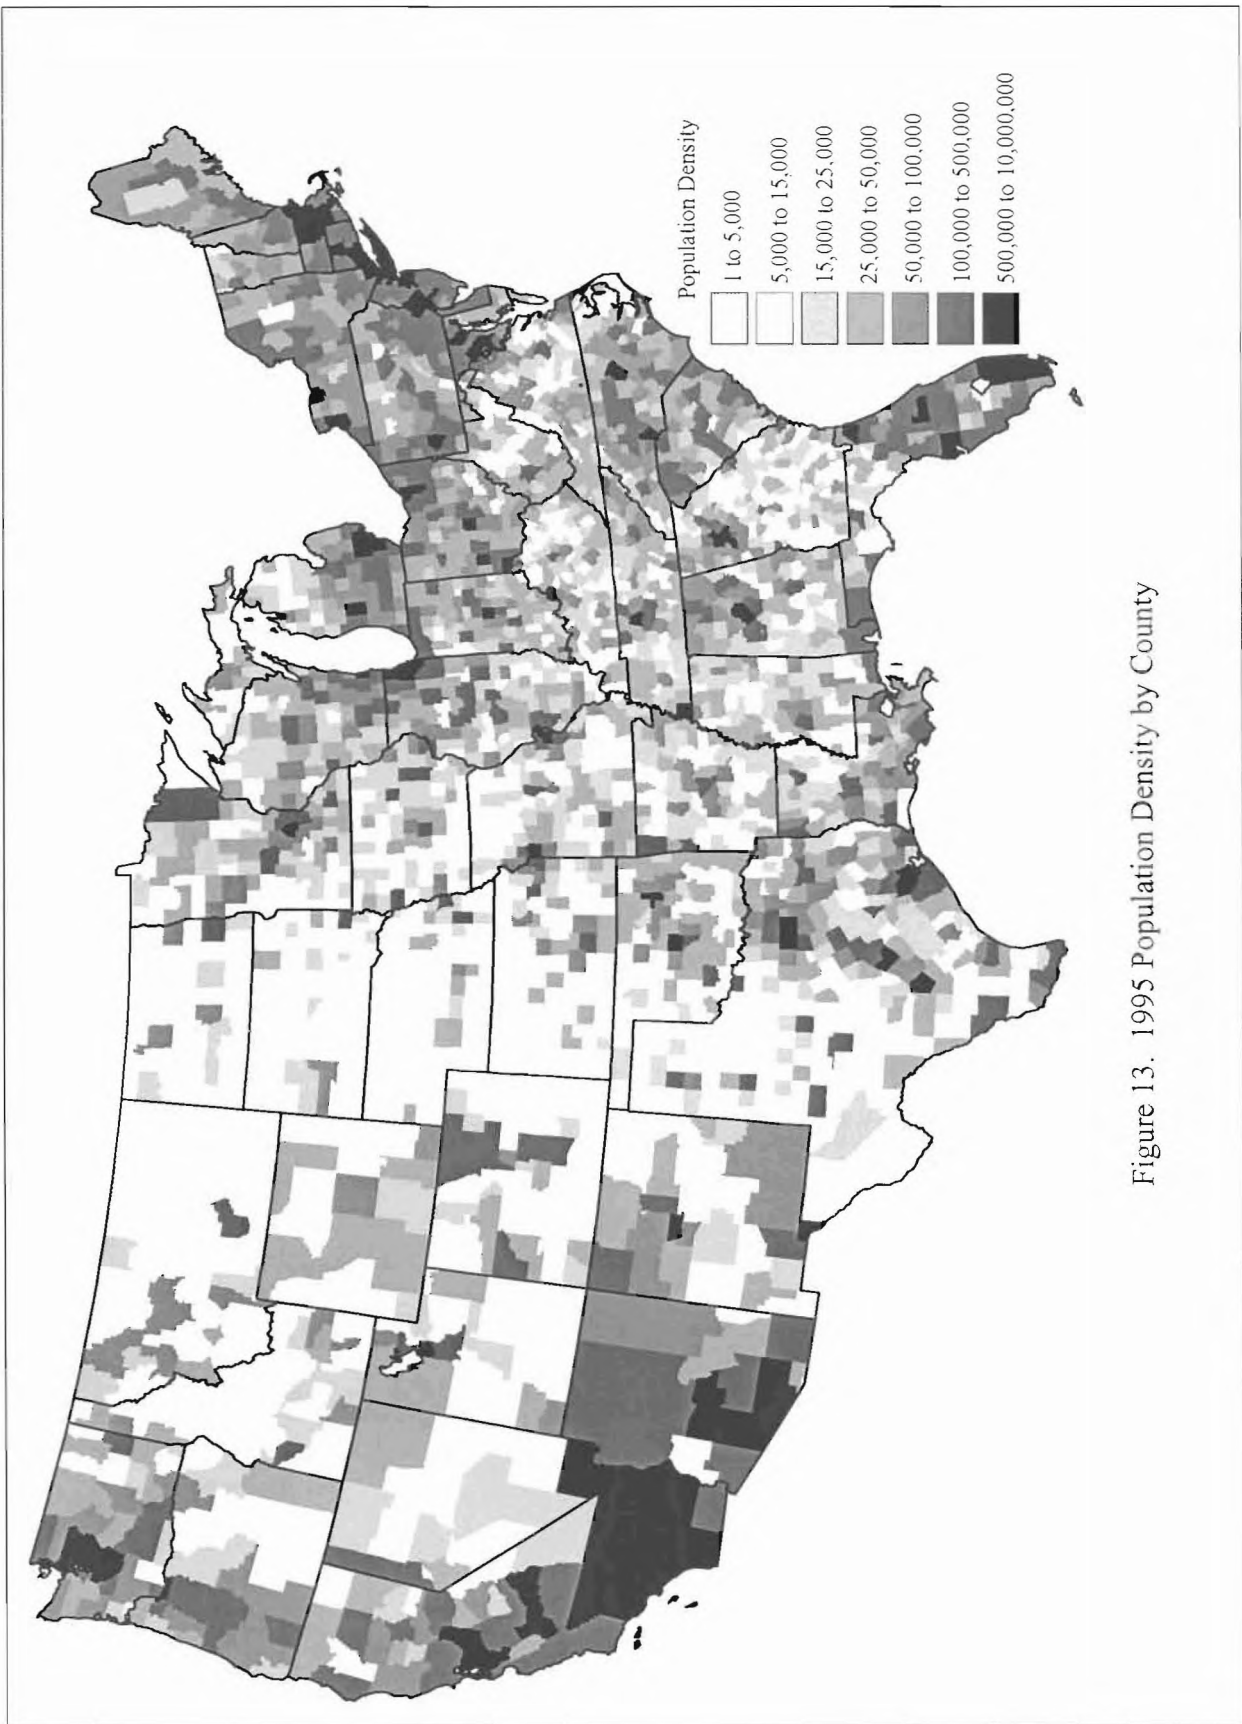 Population Density
1 to 5,000
5,000 to 15,000
15,000 to 25,000
25,000 to 50,000
50,000 to 100,000
100,000 to 500,000
500,000 to 10,000,000
Figure 13. 1995 Population Density by County